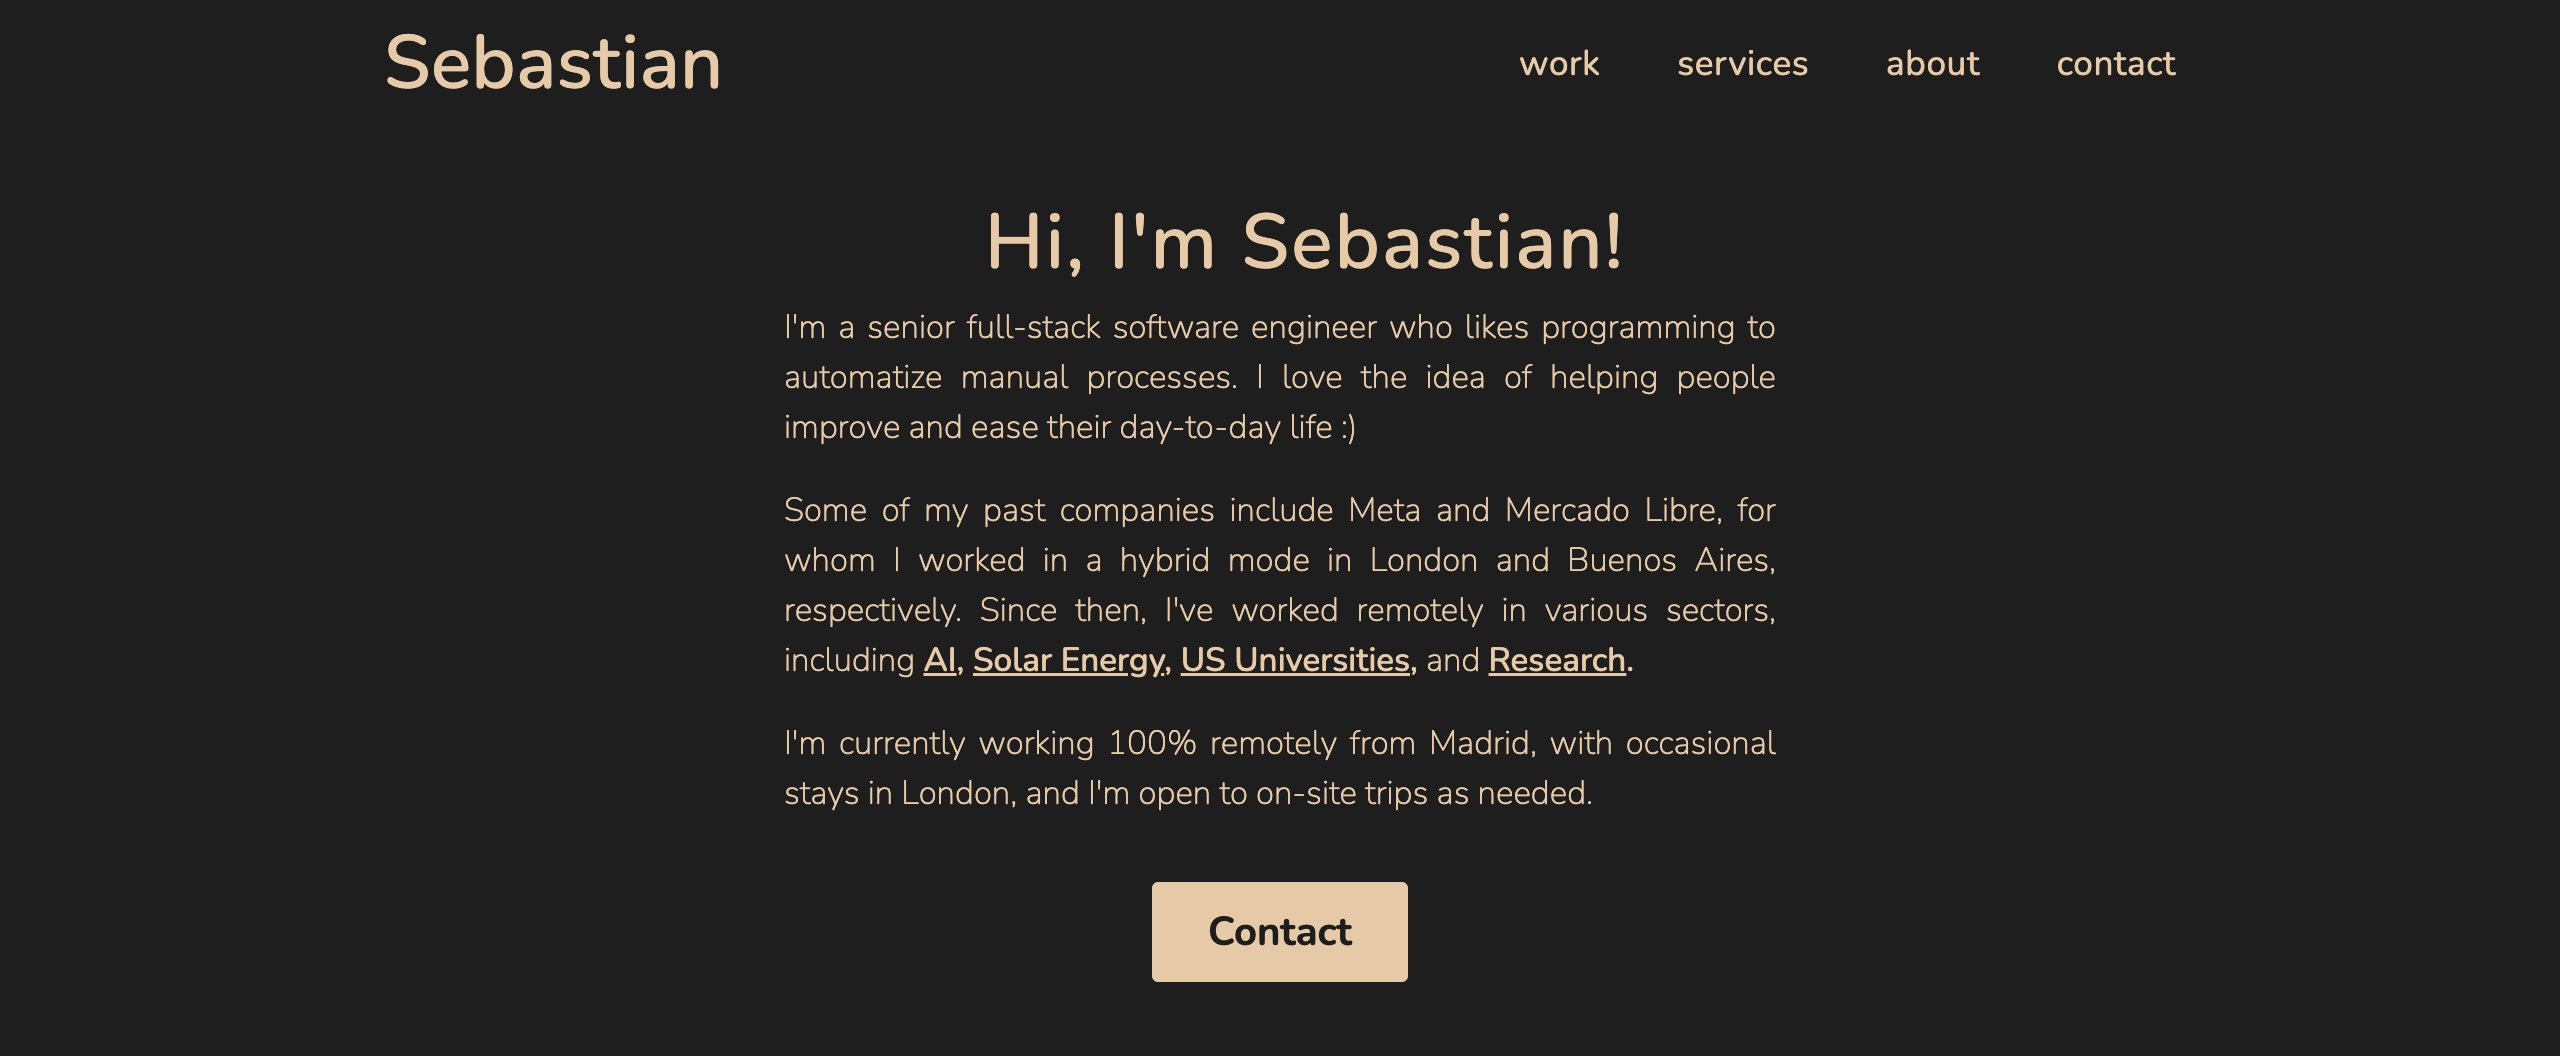 Sebastian
work services about contact
Hi, I'm Sebastian!
I'm a senior full-stack software engineer who likes programming to
automatize manual processes. I love the idea of helping people
improve and ease their day-to-day life :)
Some of my past companies include Meta and Mercado Libre, for
whom I worked in a hybrid mode in London and Buenos Aires,
respectively. Since then, I've worked remotely in various sectors,
including AI, Solar Energy, US Universities, and Research.
I'm currently working 100% remotely from Madrid, with occasional
stays in London, and I'm open to on-site trips as needed.
Contact